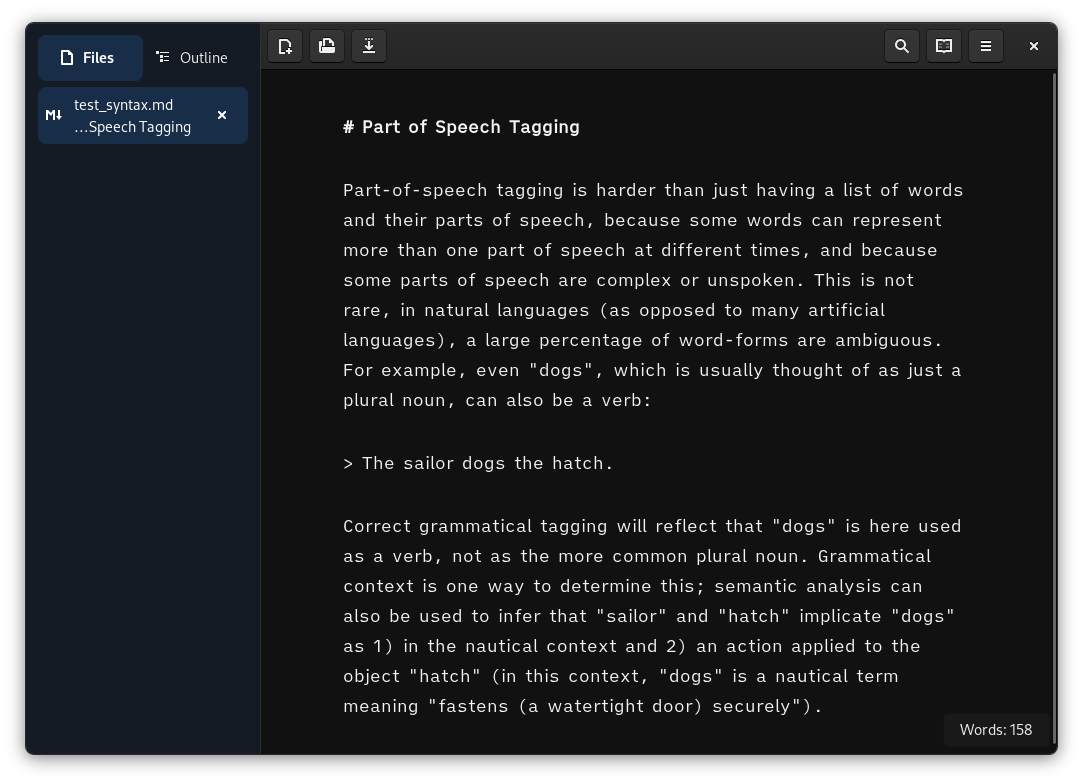 Files
Outline
M↓
test_syntax.md
...Speech Tagging
# Part of Speech Tagging
Part-of-speech tagging is harder than just having a list of words
and their parts of speech, because some words can represent
more than one part of speech at different times, and because
some parts of speech are complex or unspoken. This is not
rare, in natural languages (as opposed to many artificial
languages), a large percentage of word-forms are ambiguous.
For example, even "dogs", which is usually thought of as just a
plural noun, can also be a verb:
> The sailor dogs the hatch.
Correct grammatical tagging will reflect that "dogs" is here used
as a verb, not as the more common plural noun. Grammatical
context is one way to determine this; semantic analysis can
also be used to infer that "sailor" and "hatch" implicate "dogs"
as 1) in the nautical context and 2) an action applied to the
object "hatch" (in this context, "dogs" is a nautical term
meaning "fastens (a watertight door) securely").
Words: 158